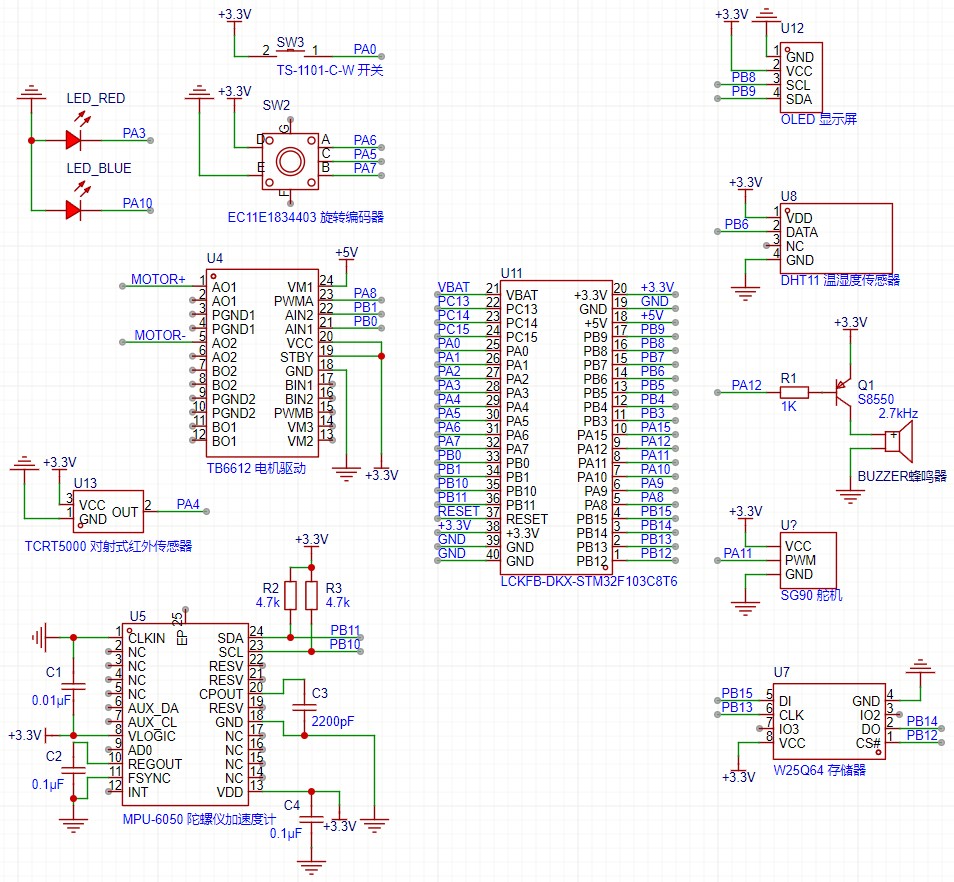 +3.3V
2
SW3
1
PA0
TS-1101-C-W 开关
LED_RED
PA3
LED_BLUE
PA10
+3.3V
SW2
D
G
A
PA6
C
PA5
E
B
PA7
F
EC11E1834403 旋转编码器
+3.3V
U12
1
GND
2
VCC
PB8
3
SCL
PB9
4
SDA
OLED 显示屏
+3.3V
U8
1
VDD
PB6
2
DATA
3
NC
4
GND
DHT11 温湿度传感器
U4
+5V
MOTOR+
1
AO1
VM1
24
2
AO1
PWMA
23
PA8
3
PGND1
AIN2
22
PB1
4
PGND1
AIN1
21
PB0
MOTOR-
5
AO2
VCC
20
6
AO2
STBY
19
7
BO2
GND
18
8
BO2
BIN1
17
9
PGND2
BIN2
16
10
PGND2
PWMB
15
11
BO1
VM3
14
12
BO1
VM2
13
TB6612 电机驱动
+3.3V
U11
VBAT
21
VBAT
+3.3V
20
+3.3V
PC13
22
PC13
GND
19
GND
PC14
23
PC14
+5V
18
+5V
PC15
24
PC15
PB9
17
PB9
PA0
25
PA0
PB8
16
PB8
PA1
26
PA1
PB7
15
PB7
PA2
27
PA2
PB6
14
PB6
PA3
28
PA3
PB5
13
PB5
PA4
29
PA4
PB4
12
PB4
PA5
30
PA5
PB3
11
PB3
PA6
31
PA6
PA15
10
PA15
PA7
32
PA7
PA12
9
PA12
PB0
33
PB0
PA11
8
PA11
PB1
34
PB1
PA10
7
PA10
PB10
35
PB10
PA9
6
PA9
PB11
36
PB11
PA8
5
PA8
RESET
37
RESET
PB15
4
PB15
+3.3V
38
+3.3V
PB14
3
PB14
GND
39
GND
PB13
2
PB13
GND
40
GND
PB12
1
PB12
LCKFB-DKX-STM32F103C8T6
+3.3V
PA12
R1
1K
Q1
S8550
2.7kHz
+
BUZZER蜂鸣器
+3.3V
U13
3
VCC
1
GND
OUT
2
PA4
TCRT5000 对射式红外传感器
+3.3V
U?
VCC
PA11
PWM
GND
SG90 舵机
+3.3V
R2
4.7k
R3
4.7k
U5
EP
25
1
CLKIN
SDA
24
PB11
2
NC
SCL
23
PB10
3
NC
RESV
22
4
NC
RESV
21
5
NC
CPOUT
20
6
AUX_DA
RESV
19
7
AUX_CL
GND
18
8
VLOGIC
NC
17
9
AD0
NC
16
10
REGOUT
NC
15
11
FSYNC
NC
14
12
INT
VDD
13
C1
0.01µF
+3.3V
C2
0.1µF
C3
2200pF
C4
0.1µF
+3.3V
MPU-6050 陀螺仪加速度计
U7
PB15
5
DI
GND
4
PB13
6
CLK
IO2
3
7
IO3
DO
2
PB14
8
VCC
CS#
1
PB12
+3.3V
W25Q64 存储器